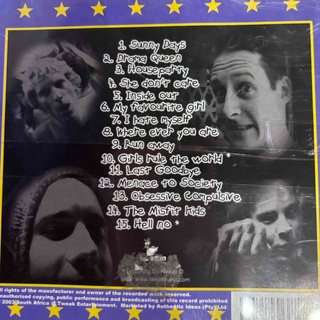 1. Sunny Days
2. Drama Queen
3. Houseparty
4. She don't care
5. Inside out
6. My favourite girl
7. I hate myself
8. Where ever you are
9. Run away
10. Girls rule the world
11. Last Goodbye
12. Menace to Society
13. Obsessive Compulsive
14. The Misfit kids
15. Hell no *
All rights of the manufacturer and owner of the recorded work reserved.
unauthorised copying, public performance and broadcasting of this record prohibited
2003 South Africa Tweak Entertainment. Marketed by Authentic Ideas (Pty) Ltd